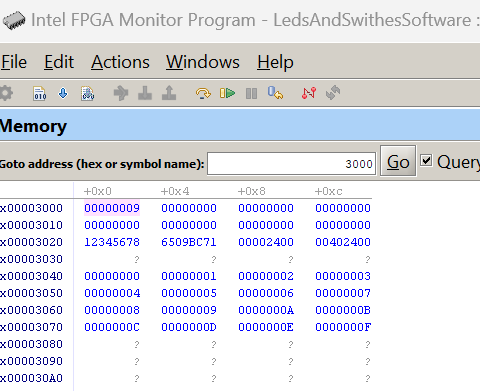 Intel FPGA Monitor Program - LedsAndSwithesSoftware :
File Edit Actions Windows Help
Memory
Goto address (hex or symbol name): 3000 Go Query
+0x0 +0x4 +0x8 +0xc
x00003000 00000009 00000000 00000000 00000000
x00003010 00000000 00000000 00000000 00000000
x00003020 12345678 6509BC71 00002400 00402400
x00003030 ? ? ? ?
x00003040 00000000 00000001 00000002 00000003
x00003050 00000004 00000005 00000006 00000007
x00003060 00000008 00000009 0000000A 0000000B
x00003070 0000000C 0000000D 0000000E 0000000F
x00003080 ? ? ? ?
x00003090 ? ? ? ?
x000030A0 ? ? ? ?